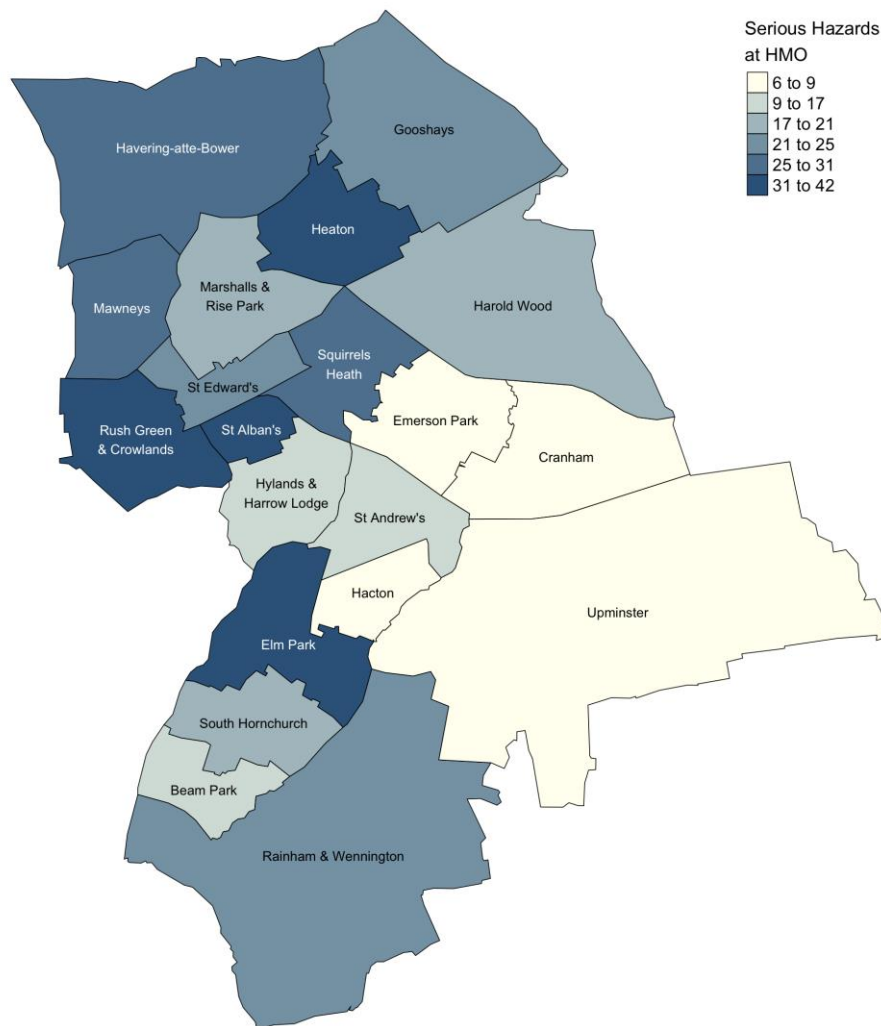 Serious Hazards
at HMO
6 to 9
9 to 17
17 to 21
21 to 25
25 to 31
31 to 42
Gooshays
Havering-atte-Bower
Heaton
Marshalls &
Rise Park
Mawneys
Harold Wood
Squirrels
Heath
St Edward's
Emerson Park
Rush Green
& Crowlands
St Alban's
Cranham
Hylands &
Harrow Lodge
St Andrew's
Hacton
Upminster
Elm Park
South Hornchurch
Beam Park
Rainham & Wennington